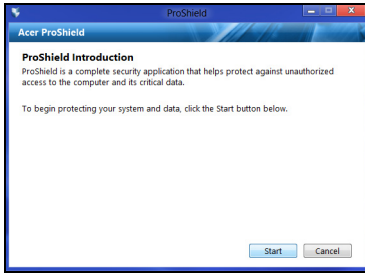 ProShield
Acer ProShield
ProShield Introduction
ProShield is a complete security application that helps protect against unauthorized
access to the computer and its critical data.
To begin protecting your system and data, click the Start button below.
Start Cancel